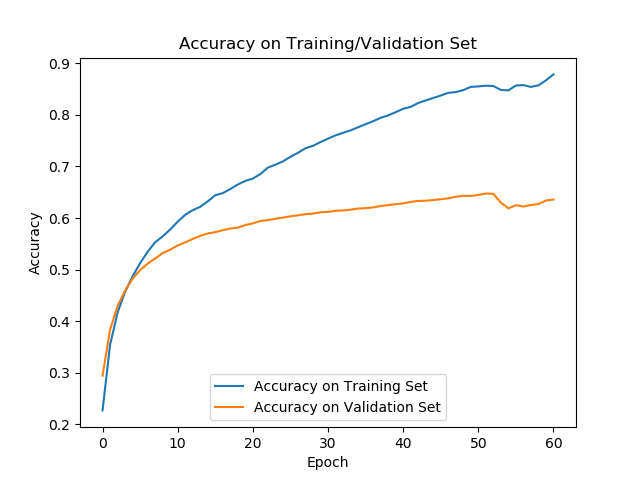 Accuracy on Training/Validation Set
0.9
0.8
0.7
0.6
0.5
0.4
0.3
0.2
Accuracy
Accuracy on Training Set
Accuracy on Validation Set
0 10 20 30 40 50 60
Epoch